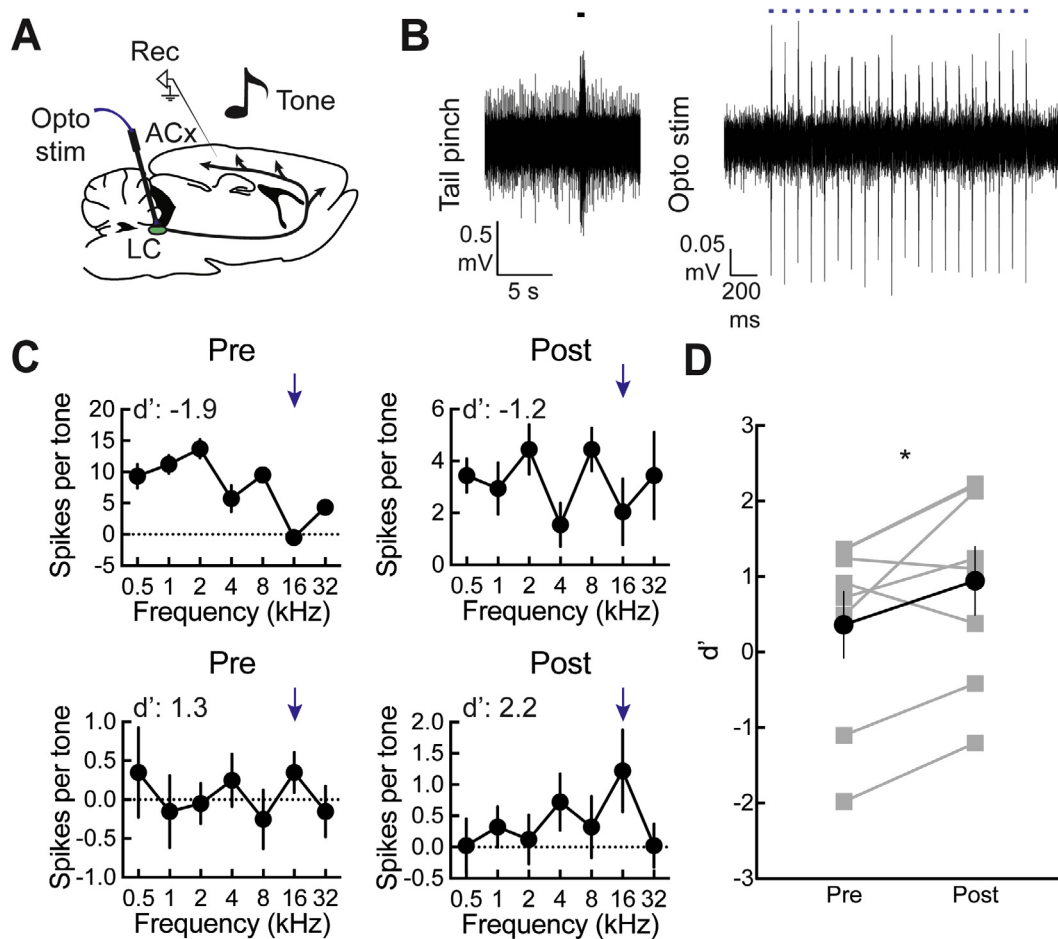 A
Rec
Tone
Opto
stim
ACx
LC
B
Tail pinch
0.5
mV
5 s
Opto stim
0.05
mV
200
ms
C
Pre
d’: -1.9
Spikes per tone
20
15
10
5
0
-5
0.5 1 2 4 8 16 32
Frequency (kHz)
Post
d’: -1.2
Spikes per tone
6
4
2
0
0.5 1 2 4 8 16 32
Frequency (kHz)
Pre
d’: 1.3
Spikes per tone
1.0
0.5
0.0
-0.5
-1.0
0.5 1 2 4 8 16 32
Frequency (kHz)
Post
d’: 2.2
Spikes per tone
2.0
1.5
1.0
0.5
0.0
-0.5
0.5 1 2 4 8 16 32
Frequency (kHz)
D
*
d’
3
2
1
0
-1
-2
-3
Pre Post